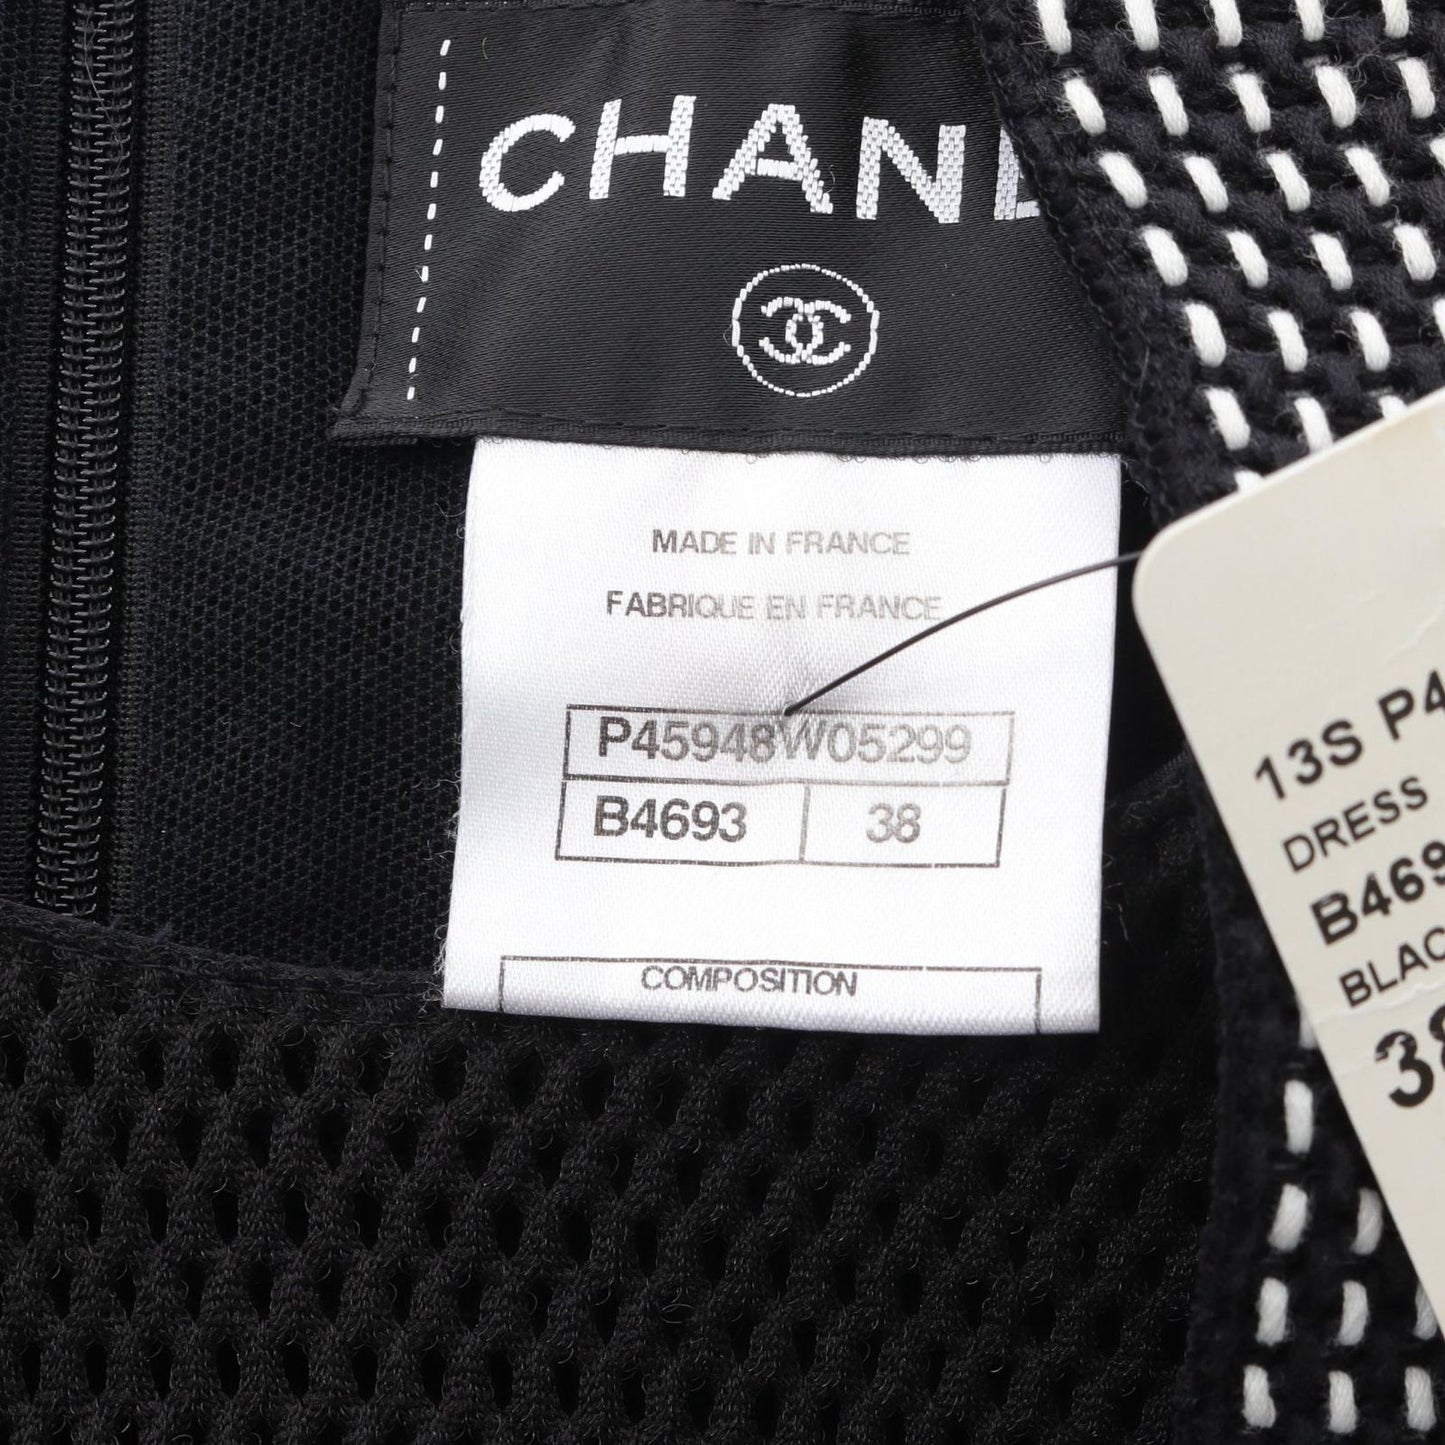 CHANE
MADE IN FRANCE
FABRIQUE EN FRANCE
P45948W05299
B4693 38
COMPOSITION
13S P4
DRESS
B469
BLAC
38